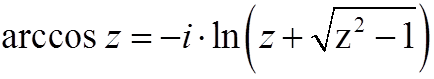 arccos z = −i · ln(z + √(z² − 1))